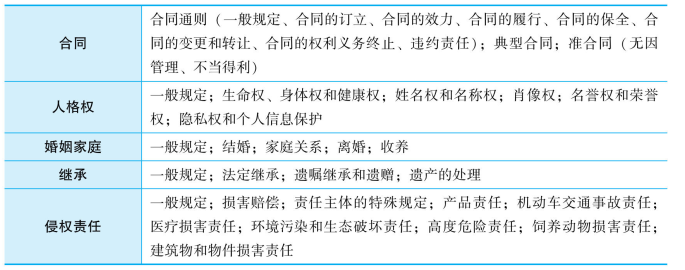 合同
合同通则（一般规定、合同的订立、合同的效力、合同的履行、合同的保全、合
同的变更和转让、合同的权利义务终止、违约责任）；典型合同；准合同（无因
管理、不当得利）
人格权
一般规定；生命权、身体权和健康权；姓名权和名称权；肖像权；名誉权和荣誉
权；隐私权和个人信息保护
婚姻家庭
一般规定；结婚；家庭关系；离婚；收养
继承
一般规定；法定继承；遗嘱继承和遗赠；遗产的处理
侵权责任
一般规定；损害赔偿；责任主体的特殊规定；产品责任；机动车交通事故责任；
医疗损害责任；环境污染和生态破坏责任；高度危险责任；饲养动物损害责任；
建筑物和物件损害责任